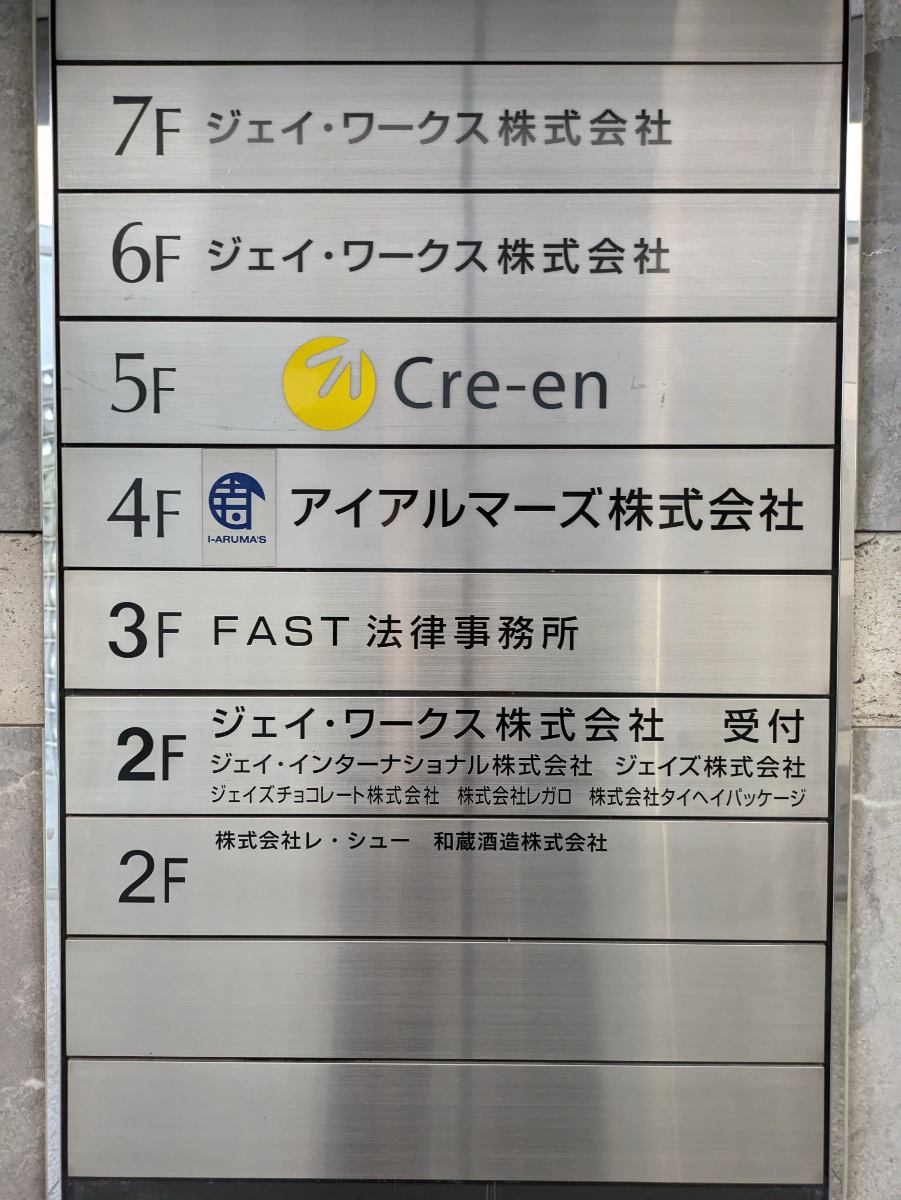 7F ジェイ・ワークス株式会社
6F ジェイ・ワークス株式会社
5F Cre-en
4F I-ARUMA'S アイアルマーズ株式会社
3F FAST 法律事務所
2F ジェイ・ワークス株式会社 受付
ジェイ・インターナショナル株式会社 ジェイズ株式会社
ジェイズチョコレート株式会社 株式会社レガロ 株式会社タイヘイパッケージ
2F 株式会社レ・シュー 和蔵酒造株式会社